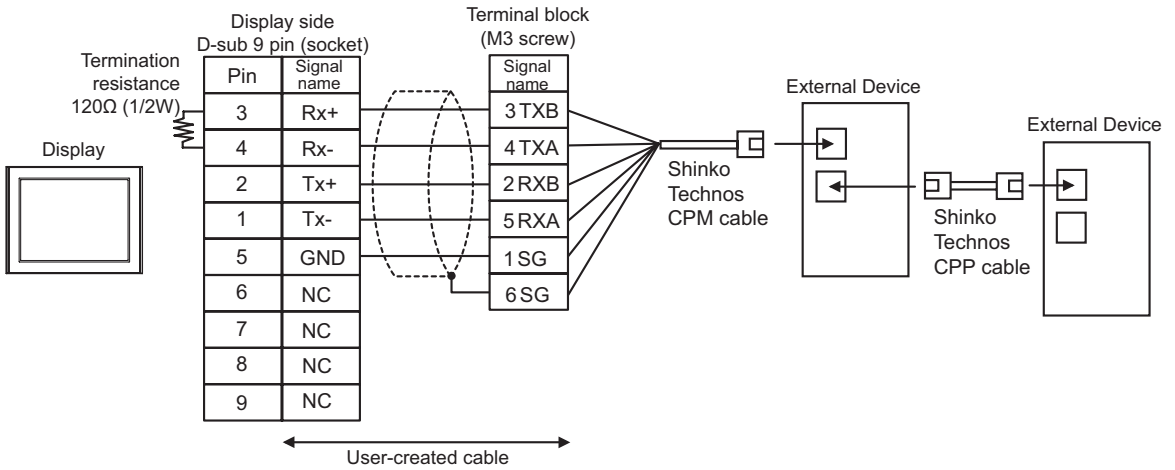 Display side
D-sub 9 pin (socket)
Terminal block
(M3 screw)
Termination
resistance
120Ω (1/2W)
Display
Pin
Signal
name
3
Rx+
4
Rx-
2
Tx+
1
Tx-
5
GND
6
NC
7
NC
8
NC
9
NC
Signal
name
3 TXB
4 TXA
2 RXB
5 RXA
1 SG
6 SG
User-created cable
Shinko
Technos
CPM cable
External Device
Shinko
Technos
CPP cable
External Device